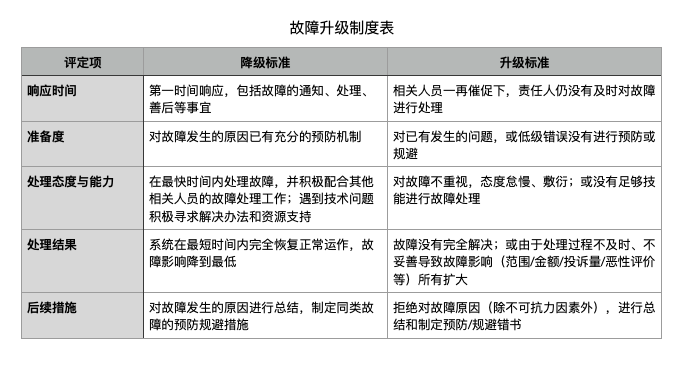 故障升级制度表
评定项
降级标准
升级标准
响应时间
第一时间响应，包括故障的通知、处理、
善后等事宜
相关人员一再催促下，责任人仍没有及时对故障
进行处理
准备度
对故障发生的原因已有充分的预防机制
对已有发生的问题，或低级错误没有进行预防或
规避
处理态度与能力
在最快时间内处理故障，并积极配合其他
相关人员的故障处理工作；遇到技术问题
积极寻求解决办法和资源支持
对故障不重视，态度怠慢、敷衍；或没有足够技
能进行故障处理
处理结果
系统在最短时间内完全恢复正常运作，故
障影响降到最低
故障没有完全解决；或由于处理过程不及时、不
妥善导致故障影响（范围/金额/投诉量/恶性评价
等）所有扩大
后续措施
对故障发生的原因进行总结，制定同类故
障的预防规避措施
拒绝对故障原因（除不可抗力因素外），进行总
结和制定预防/规避错书